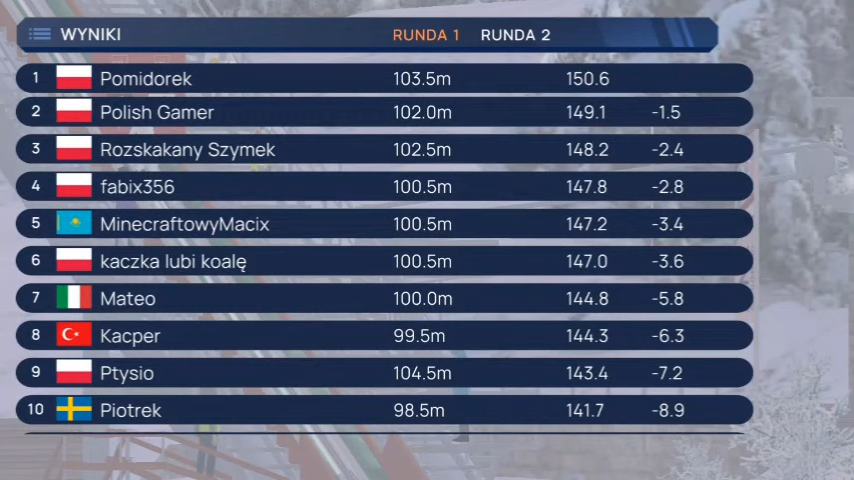 WYNIKI RUNDA 1 RUNDA 2
1 Pomidorek 103.5m 150.6
2 Polish Gamer 102.0m 149.1 -1.5
3 Rozskakany Szymek 102.5m 148.2 -2.4
4 fabix356 100.5m 147.8 -2.8
5 MinecraftowyMacix 100.5m 147.2 -3.4
6 kaczka lubi koalę 100.5m 147.0 -3.6
7 Mateo 100.0m 144.8 -5.8
8 Kacper 99.5m 144.3 -6.3
9 Ptysio 104.5m 143.4 -7.2
10 Piotrek 98.5m 141.7 -8.9